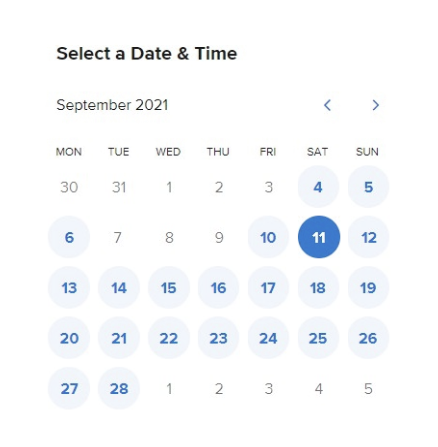 Select a Date & Time
September 2021
MON TUE WED THU FRI SAT SUN
30 31 1 2 3 4 5
6 7 8 9 10 11 12
13 14 15 16 17 18 19
20 21 22 23 24 25 26
27 28 1 2 3 4 5